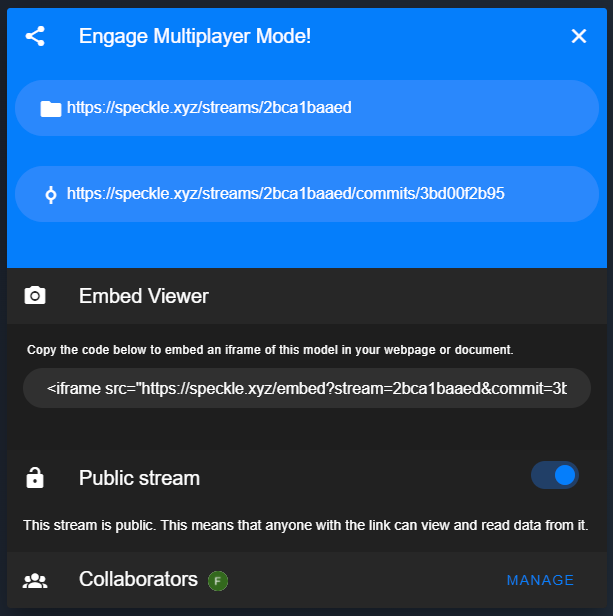 Engage Multiplayer Mode!
https://speckle.xyz/streams/2bca1baaed
https://speckle.xyz/streams/2bca1baaed/commits/3bd00f2b95
Embed Viewer
Copy the code below to embed an iframe of this model in your webpage or document.
<iframe src="https://speckle.xyz/embed?stream=2bca1baaed&commit=3b
Public stream
This stream is public. This means that anyone with the link can view and read data from it.
Collaborators F MANAGE